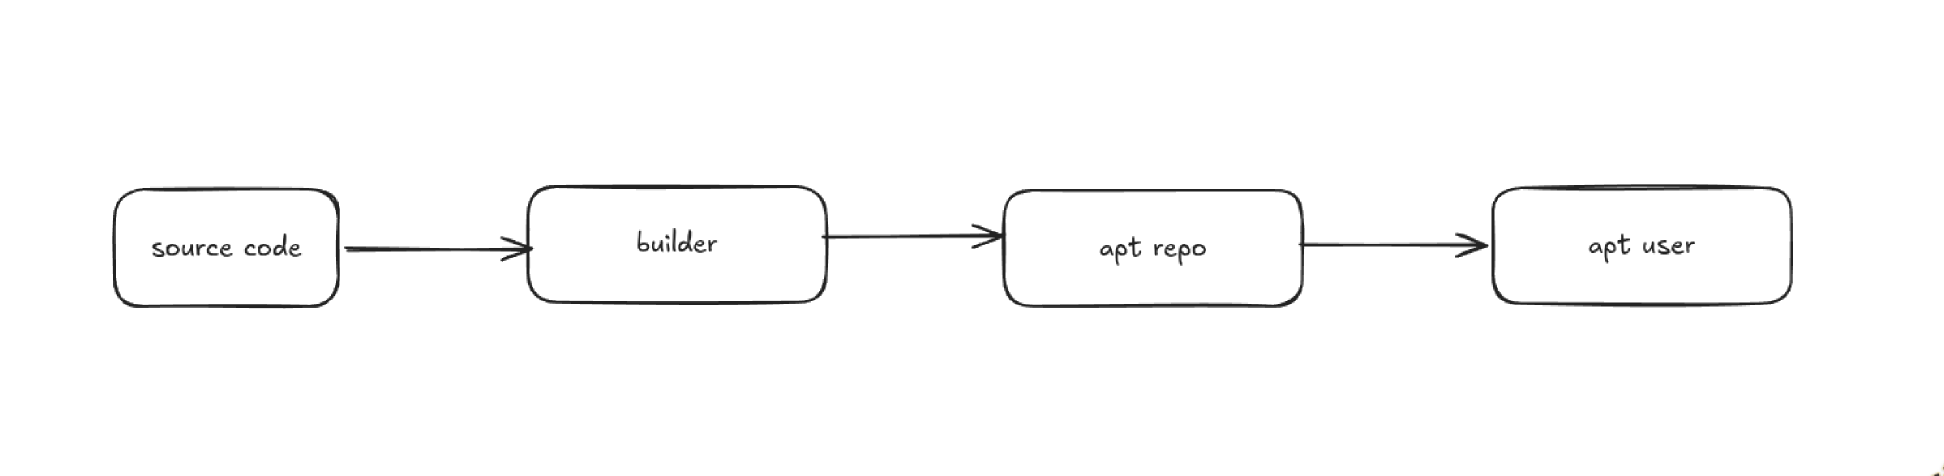 source code
builder
apt repo
apt user